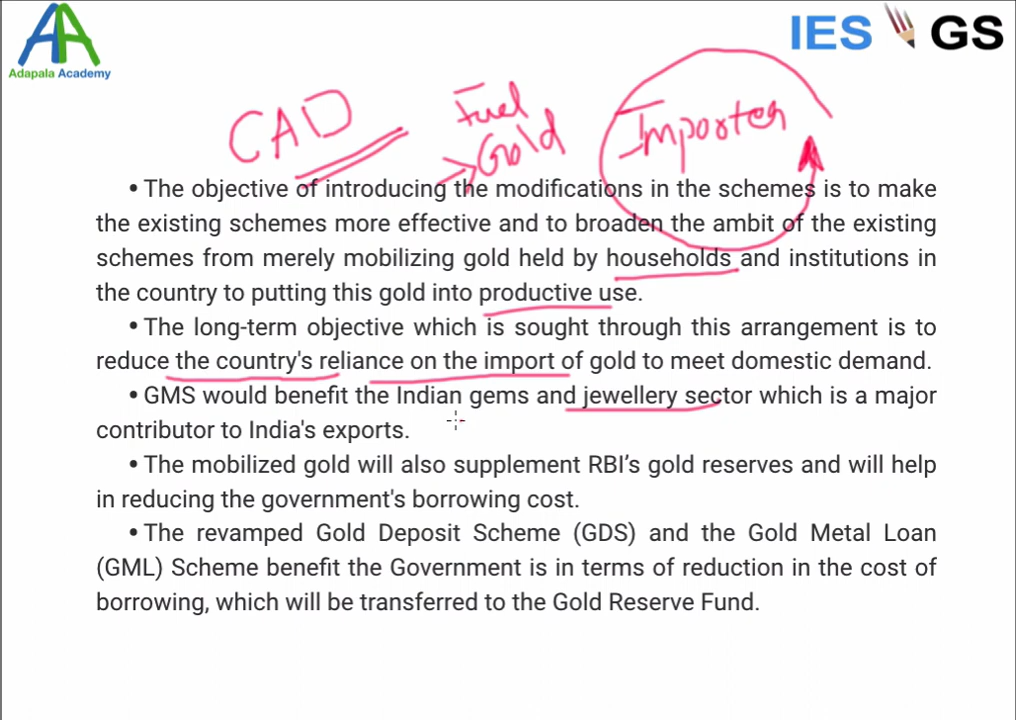 Adapala Academy
IES GS
CAD
Fuel
Gold
Importer
• The objective of introducing the modifications in the schemes is to make
the existing schemes more effective and to broaden the ambit of the existing
schemes from merely mobilizing gold held by households and institutions in
the country to putting this gold into productive use.
• The long-term objective which is sought through this arrangement is to
reduce the country's reliance on the import of gold to meet domestic demand.
• GMS would benefit the Indian gems and jewellery sector which is a major
contributor to India's exports.
• The mobilized gold will also supplement RBI’s gold reserves and will help
in reducing the government's borrowing cost.
• The revamped Gold Deposit Scheme (GDS) and the Gold Metal Loan
(GML) Scheme benefit the Government is in terms of reduction in the cost of
borrowing, which will be transferred to the Gold Reserve Fund.